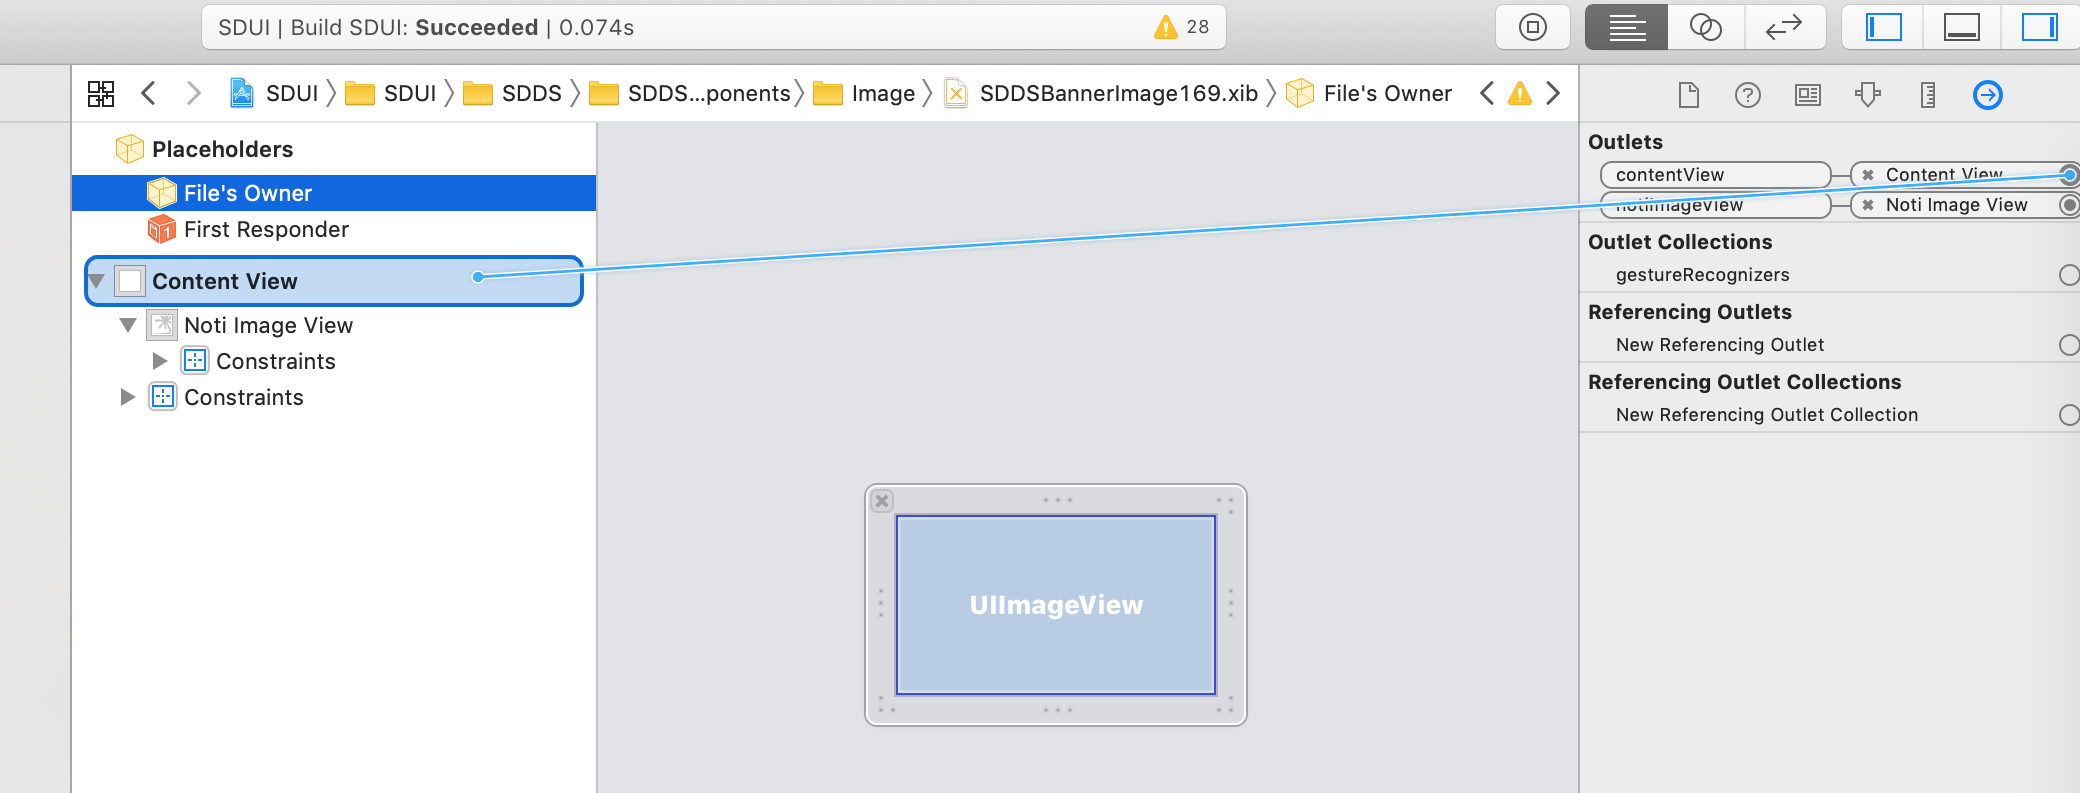 SDUI | Build SDUI: Succeeded | 0.074s
28
SDUI
SDUI
SDDS
SDDS...ponents
Image
SDDSBannerImage169.xib
File's Owner
Placeholders
File's Owner
First Responder
Content View
Noti Image View
Constraints
Constraints
UIImageView
Outlets
contentView
Content View
notiImageView
Noti Image View
Outlet Collections
gestureRecognizers
Referencing Outlets
New Referencing Outlet
Referencing Outlet Collections
New Referencing Outlet Collection